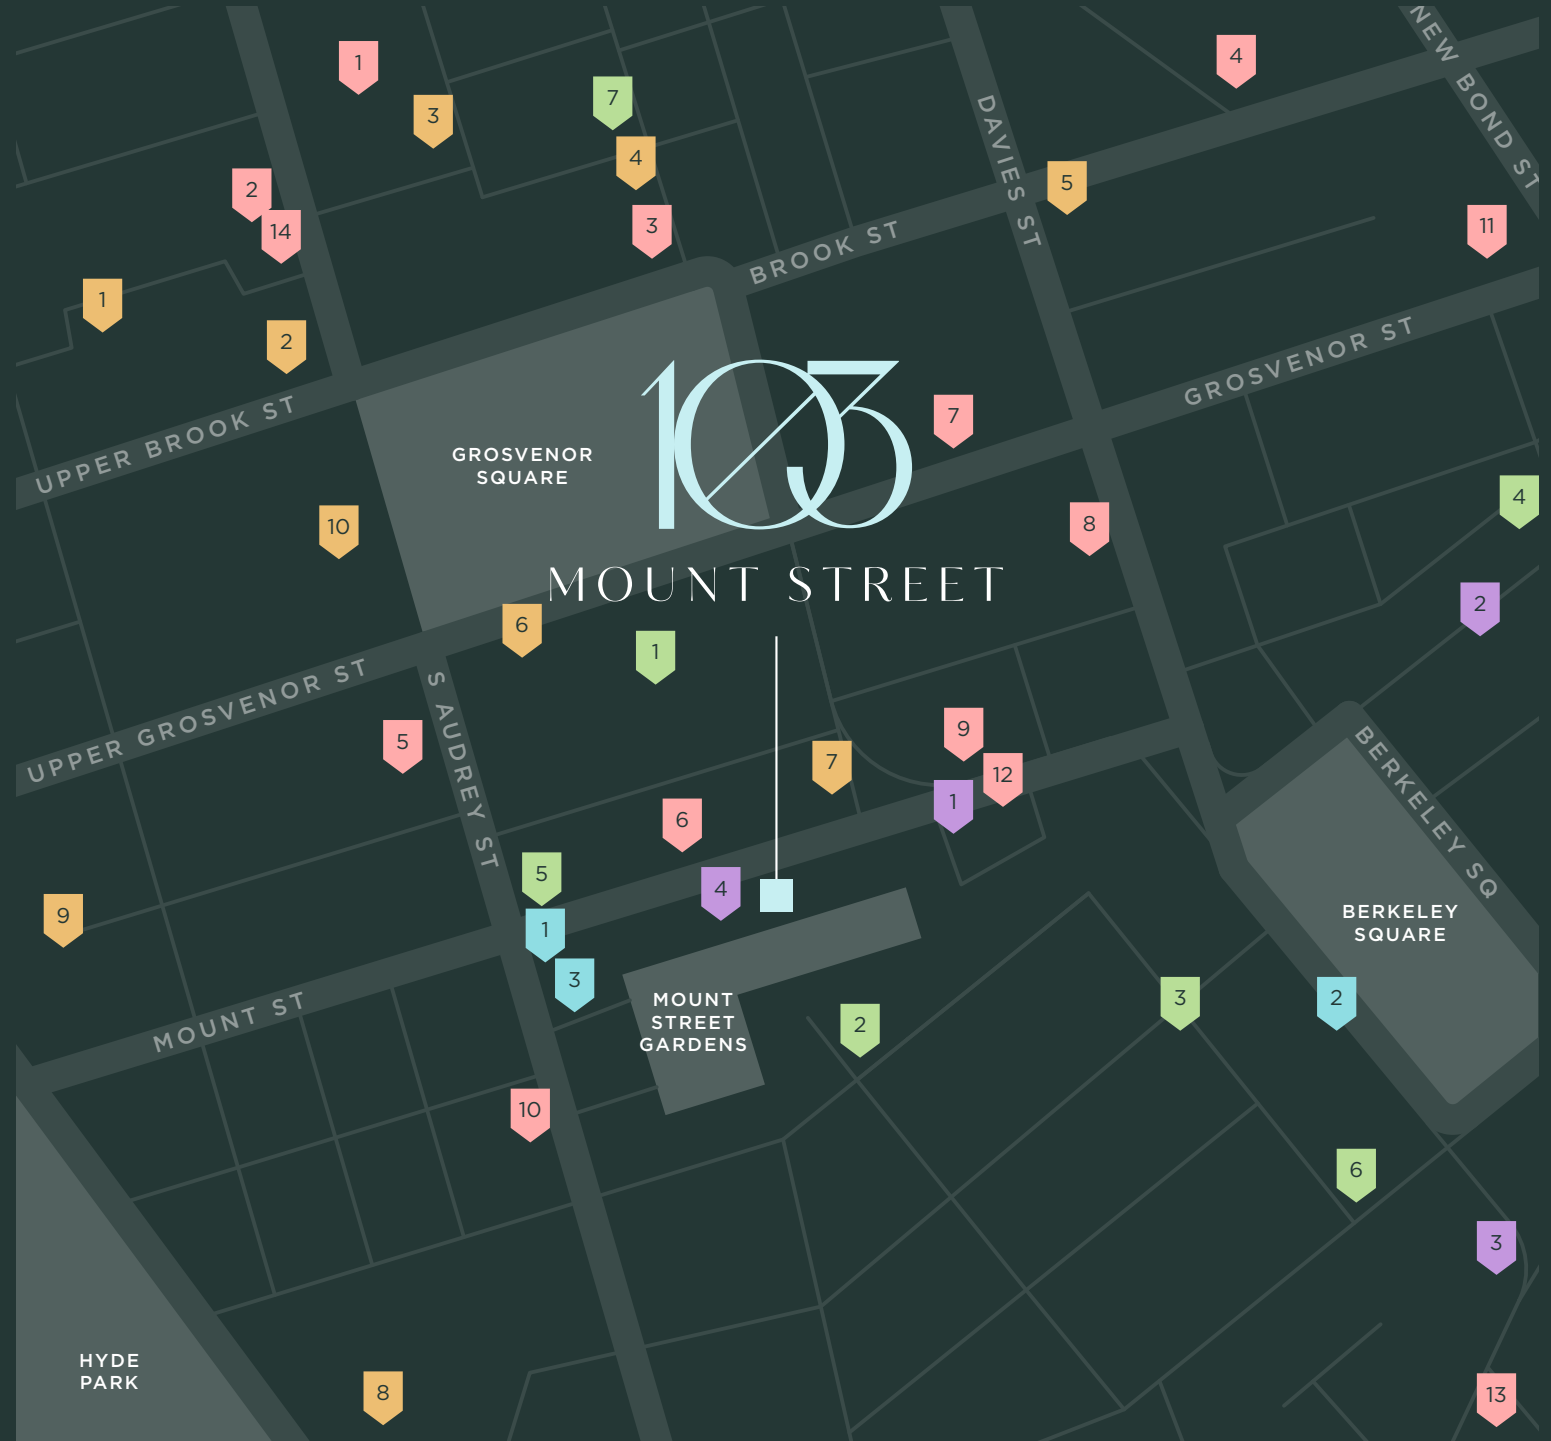 NEW BOND ST
4
1
7
3
DAVIES ST
4
5
2
3
11
14
BROOK ST
1
2
GROSVENOR ST
UPPER BROOK ST
103
7
GROSVENOR
SQUARE
4
10
8
MOUNT STREET
2
6
1
UPPER GROSVENOR ST
S AUDREY ST
5
9
BERKELEY SQ
7
12
1
6
5
4
9
BERKELEY
SQUARE
1
3
MOUNT
STREET
GARDENS
3
2
MOUNT ST
2
10
6
3
HYDE
PARK
8
13